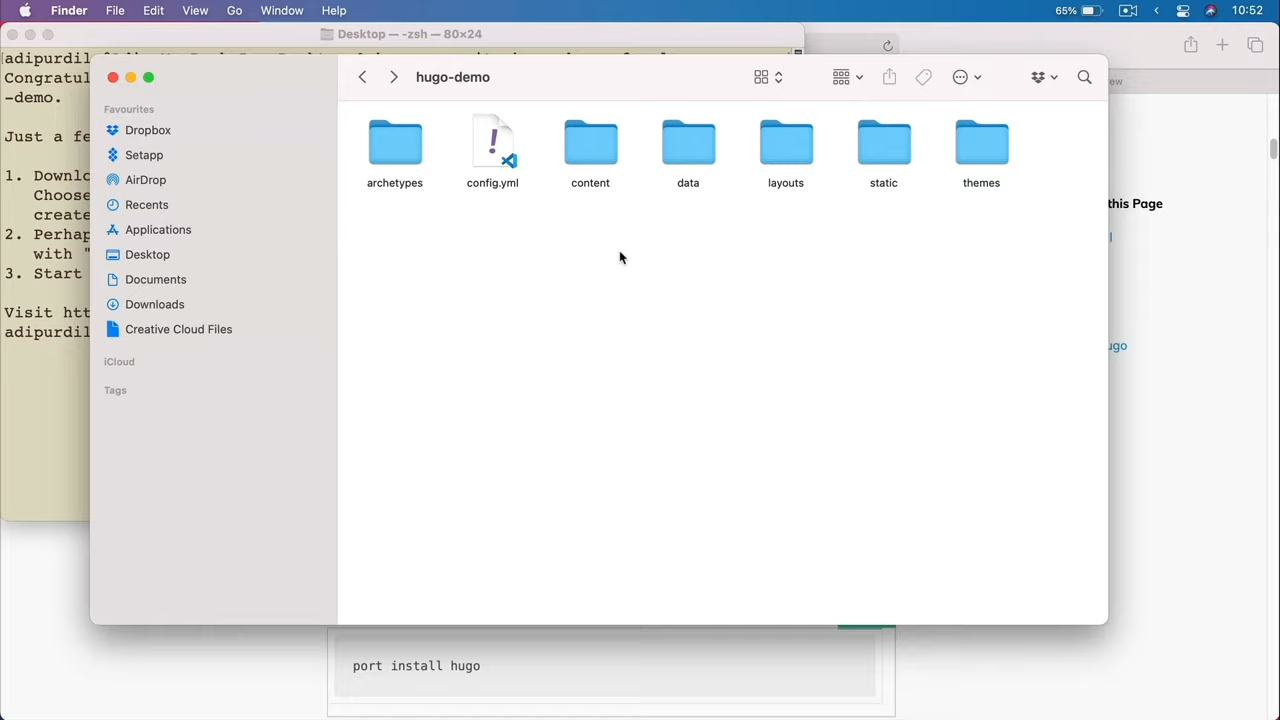 Finder File Edit View Go Window Help 65% 10:52
Desktop — -zsh — 80×24
Congratul
-demo.
Just a fe
1. Downlo
Choose
create
2. Perhap
with "
3. Start
Visit htt
adipurdil
hugo-demo
Favourites
Dropbox
Setapp
AirDrop
Recents
Applications
Desktop
Documents
Downloads
Creative Cloud Files
iCloud
Tags
archetypes config.yml content data layouts static themes
ew
this Page
ugo
port install hugo